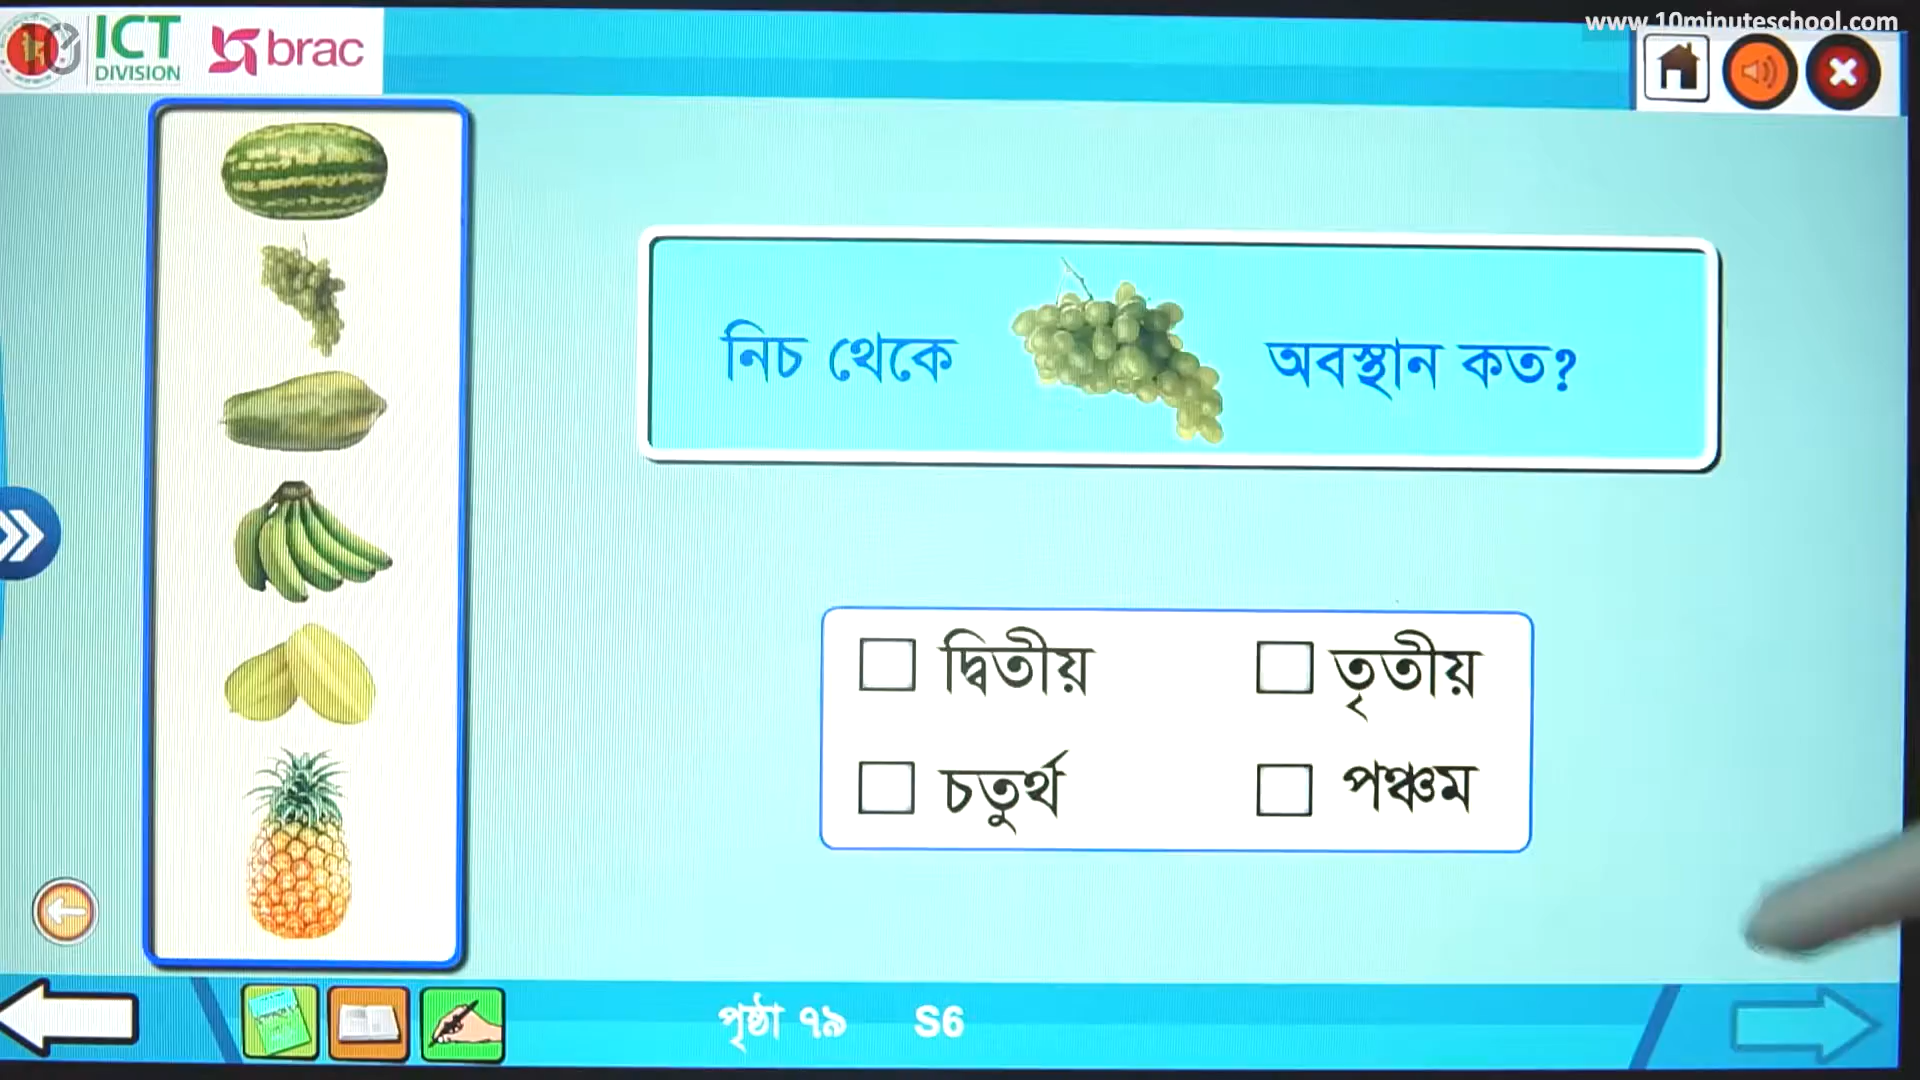 www.10minuteschool.com
ICT
DIVISION
brac
নিচ থেকে অবস্থান কত?
দ্বিতীয় তৃতীয়
চতুর্থ পঞ্চম
পৃষ্ঠা ৭৯ S6